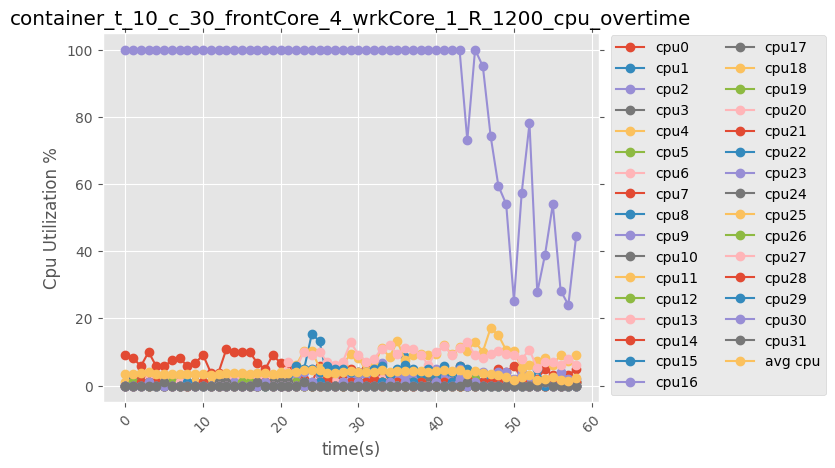 container_t_10_c_30_frontCore_4_wrkCore_1_R_1200_cpu_overtime
100
80
60
40
20
0
Cpu Utilization %
0
10
20
30
40
50
60
time(s)
cpu0
cpu1
cpu2
cpu3
cpu4
cpu5
cpu6
cpu7
cpu8
cpu9
cpu10
cpu11
cpu12
cpu13
cpu14
cpu15
cpu16
cpu17
cpu18
cpu19
cpu20
cpu21
cpu22
cpu23
cpu24
cpu25
cpu26
cpu27
cpu28
cpu29
cpu30
cpu31
avg cpu